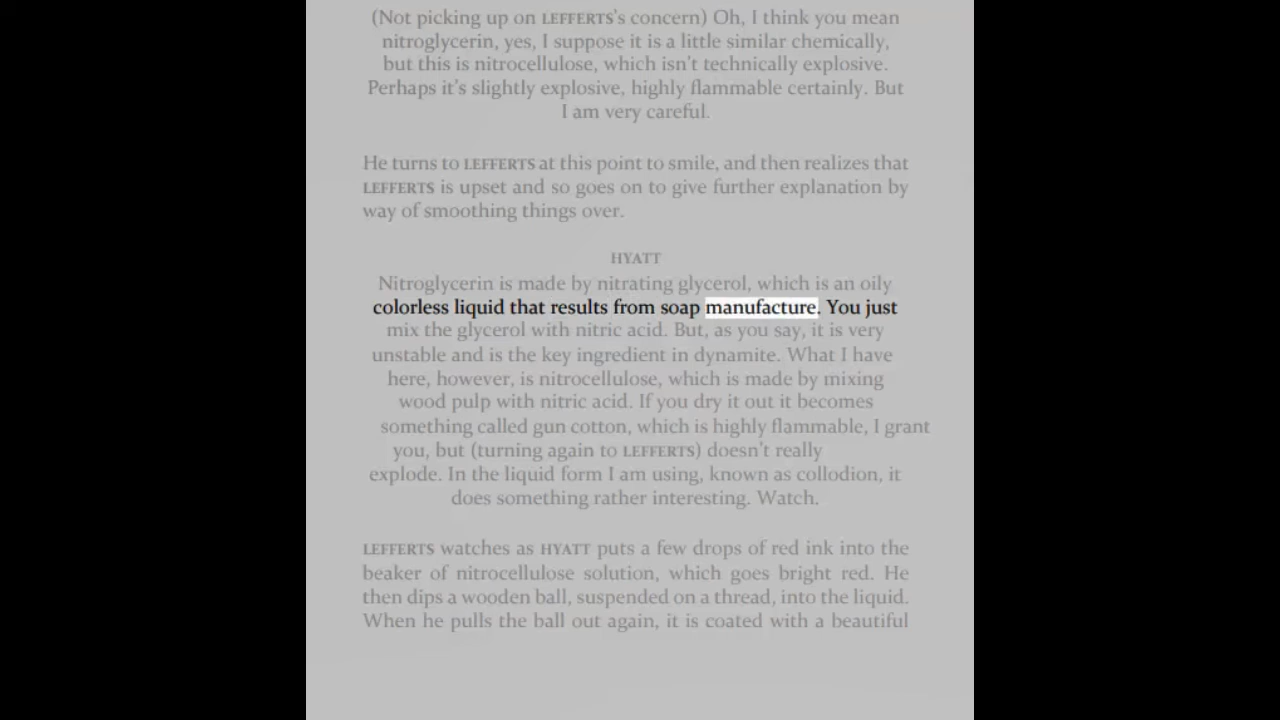 (Not picking up on LEFFERTS's concern) Oh, I think you mean
nitroglycerin, yes, I suppose it is a little similar chemically,
but this is nitrocellulose, which isn't technically explosive.
Perhaps it's slightly explosive, highly flammable certainly. But
I am very careful.
He turns to LEFFERTS at this point to smile, and then realizes that
LEFFERTS is upset and so goes on to give further explanation by
way of smoothing things over.
HYATT
Nitroglycerin is made by nitrating glycerol, which is an oily
colorless liquid that results from soap manufacture. You just
mix the glycerol with nitric acid. But, as you say, it is very
unstable and is the key ingredient in dynamite. What I have
here, however, is nitrocellulose, which is made by mixing
wood pulp with nitric acid. If you dry it out it becomes
something called gun cotton, which is highly flammable, I grant
you, but (turning again to LEFFERTS) doesn't really
explode. In the liquid form I am using, known as collodion, it
does something rather interesting. Watch.
LEFFERTS watches as HYATT puts a few drops of red ink into the
beaker of nitrocellulose solution, which goes bright red. He
then dips a wooden ball, suspended on a thread, into the liquid.
When he pulls the ball out again, it is coated with a beautiful